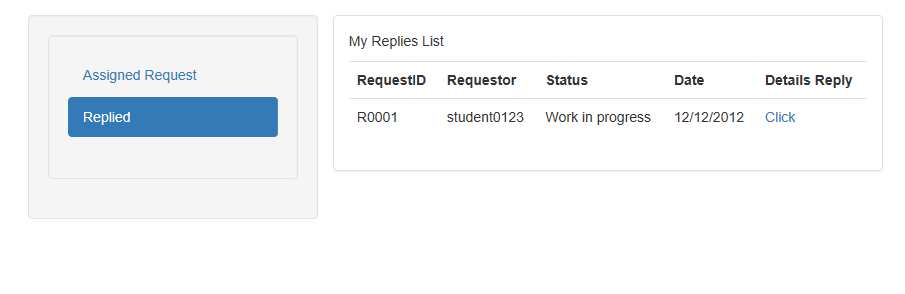 Assigned Request
Replied
My Replies List
RequestID Requestor Status Date Details Reply
R0001 student0123 Work in progress 12/12/2012 Click